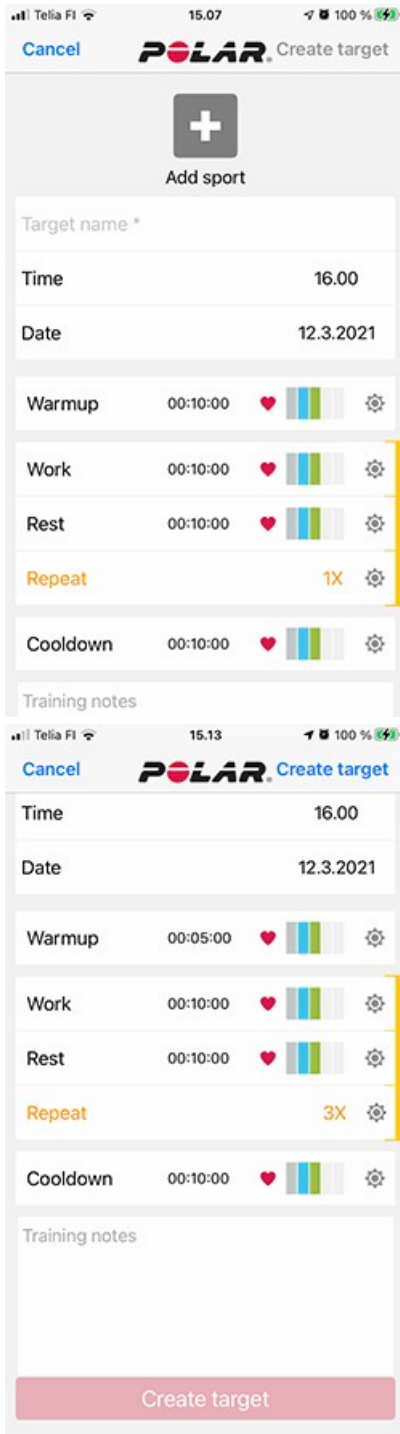 Telia FI 15.07 100 %
Cancel POLAR. Create target
Add sport
Target name *
Time 16.00
Date 12.3.2021
Warmup 00:10:00
Work 00:10:00
Rest 00:10:00
Repeat 1X
Cooldown 00:10:00
Training notes
Telia FI 15.13 100 %
Cancel POLAR. Create target
Time 16.00
Date 12.3.2021
Warmup 00:05:00
Work 00:10:00
Rest 00:10:00
Repeat 3X
Cooldown 00:10:00
Training notes
Create target